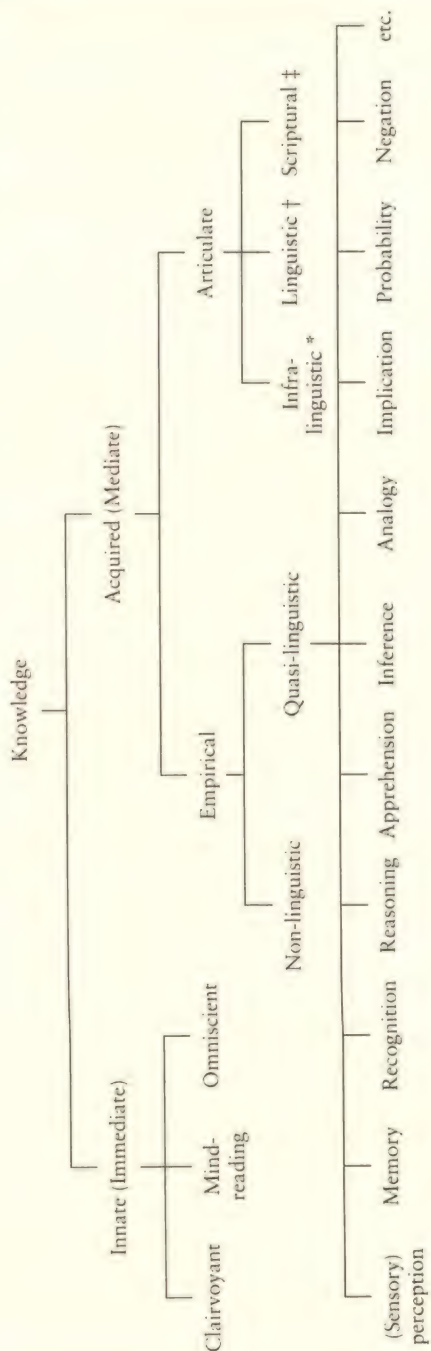 Knowledge
Innate (Immediate) Acquired (Mediate)
Empirical Articulate
Clairvoyant Mind- Omniscient Non-linguistic Quasi-linguistic Infra- Linguistic † Scriptural ‡
reading linguistic *
(Sensory) Memory Recognition Reasoning Apprehension Inference Analogy Implication Probability Negation etc.
perception